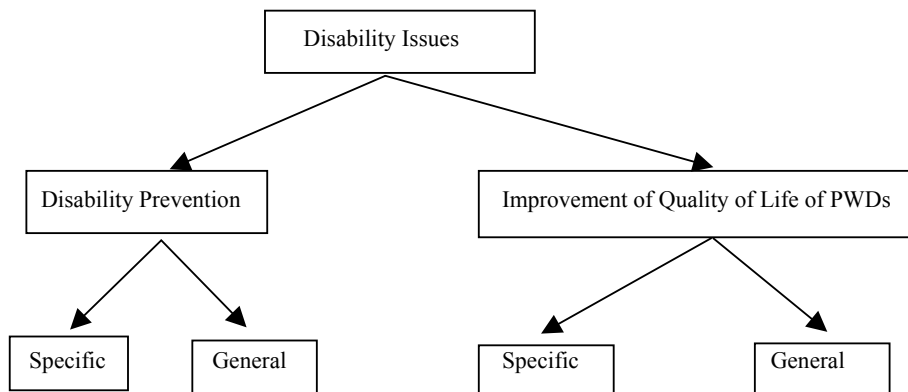 Disability Issues
Disability Prevention
Improvement of Quality of Life of PWDs
Specific
General
Specific
General